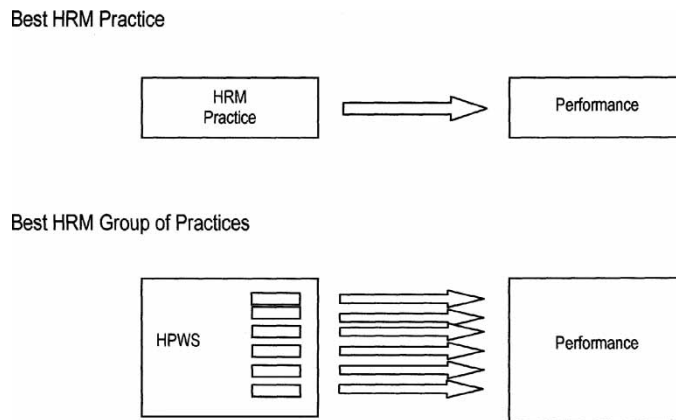 Best HRM Practice
HRM
Practice
Performance
Best HRM Group of Practices
HPWS
Performance